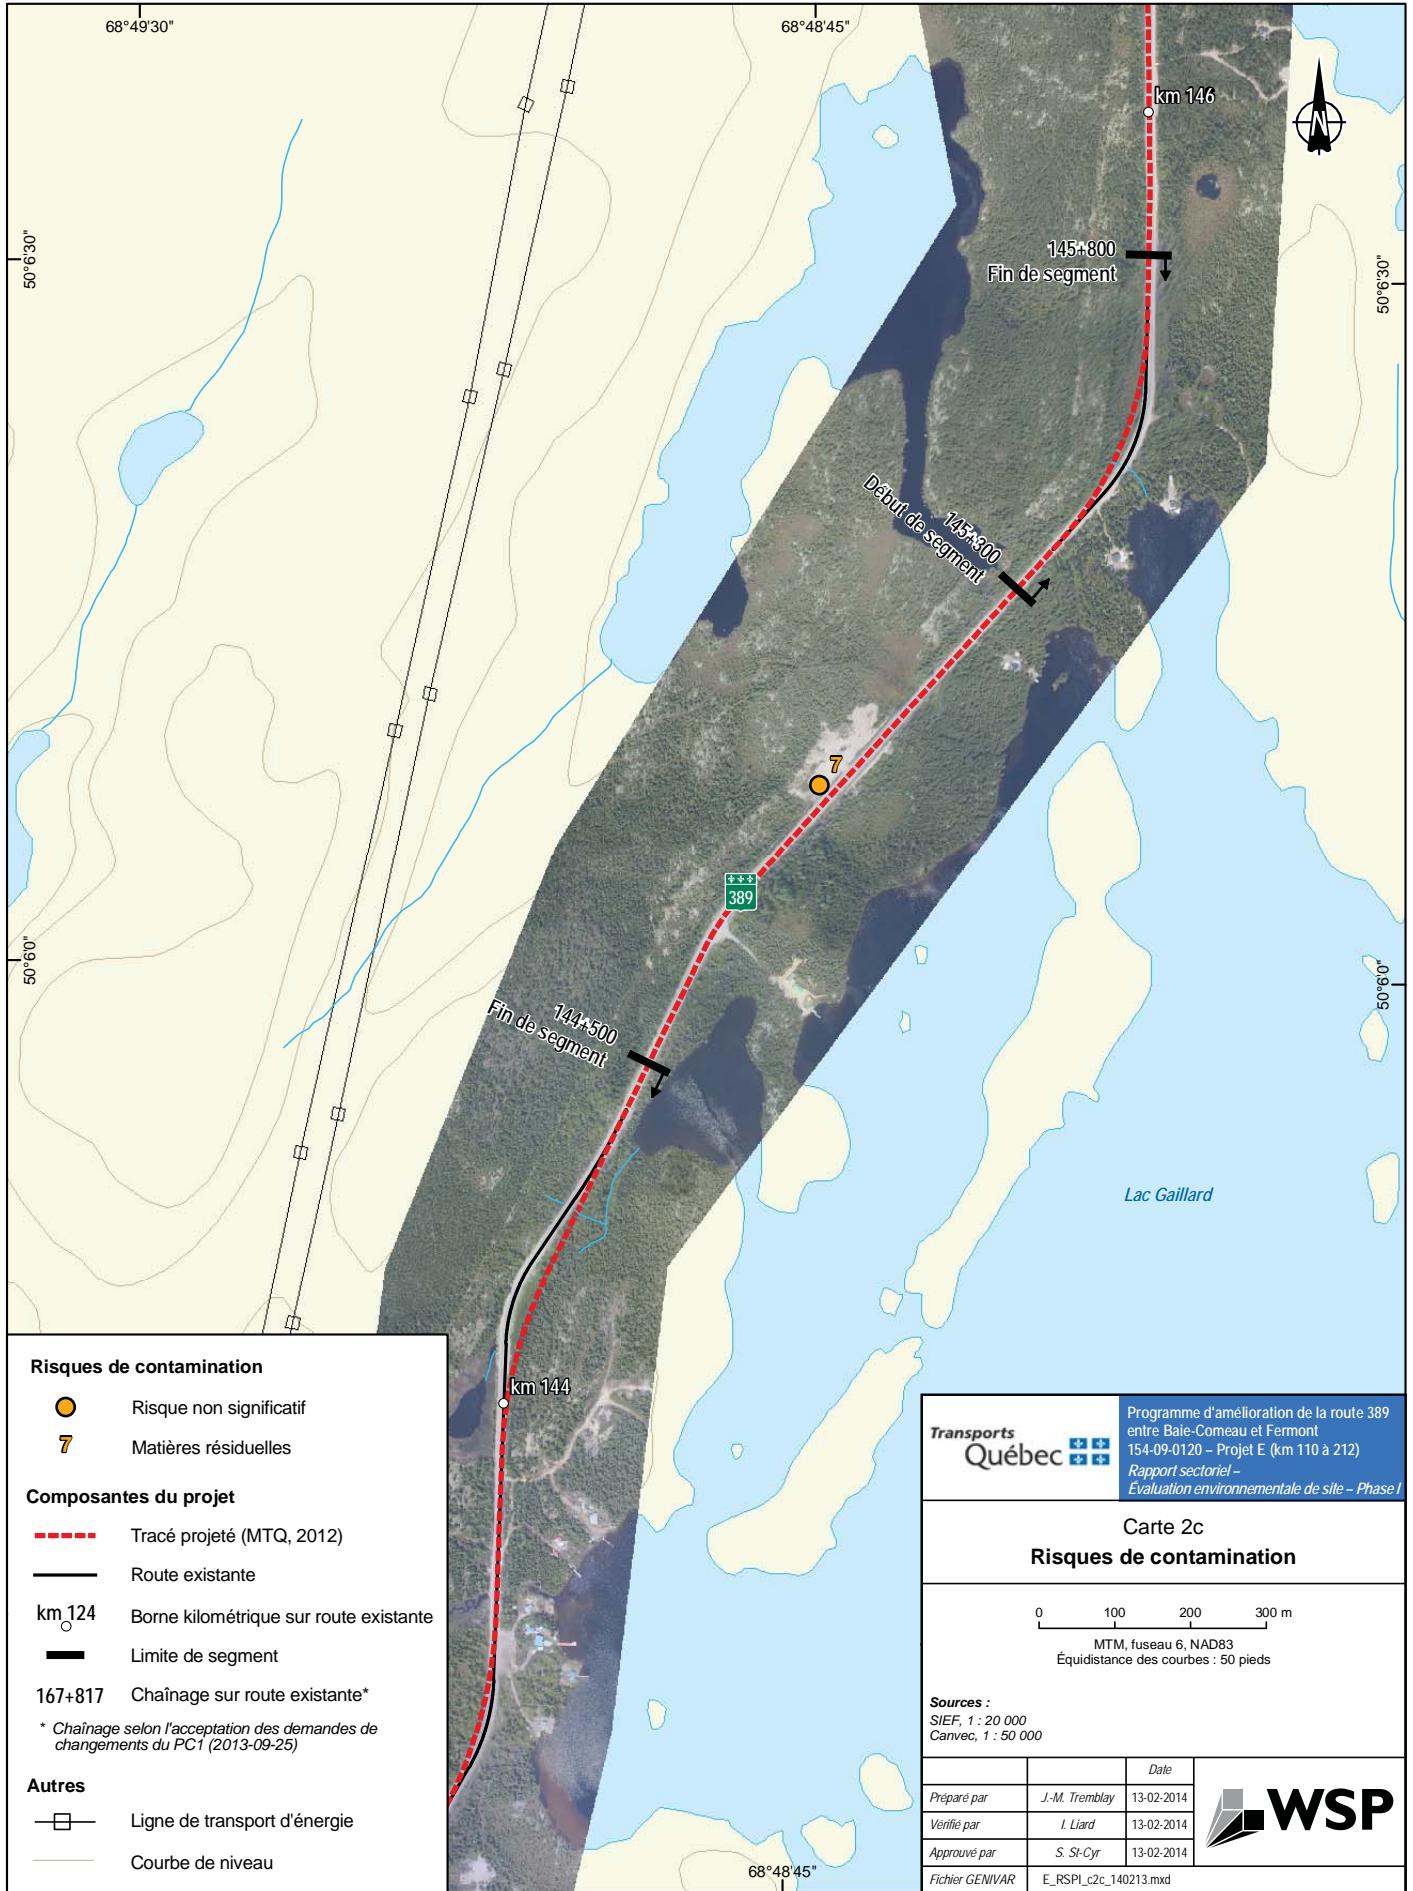 68°49'30"
68°48'45"
km 146
50°6'30"
50°6'30"
145+800
Fin de segment
145+300
Début de segment
7
389
50°6'0"
50°6'0"
144+500
Fin de segment
Lac Gaillard
km 144
Risques de contamination
Risque non significatif
7 Matières résiduelles
Composantes du projet
Tracé projeté (MTQ, 2012)
Route existante
km 124 Borne kilométrique sur route existante
Limite de segment
167+817 Chaînage sur route existante*
* Chaînage selon l'acceptation des demandes de
changements du PC1 (2013-09-25)
Autres
Ligne de transport d'énergie
Courbe de niveau
68°48'45"
Transports
Québec
Programme d'amélioration de la route 389
entre Baie-Comeau et Fermont
154-09-0120 – Projet E (km 110 à 212)
Rapport sectoriel –
Évaluation environnementale de site – Phase I
Carte 2c
Risques de contamination
0 100 200 300 m
MTM, fuseau 6, NAD83
Équidistance des courbes : 50 pieds
Sources :
SIEF, 1 : 20 000
Canvec, 1 : 50 000
Date
Préparé par J.-M. Tremblay 13-02-2014
Vérifié par I. Liard 13-02-2014
Approuvé par S. St-Cyr 13-02-2014
Fichier GENIVAR E_RSPI_c2c_140213.mxd
WSP
N